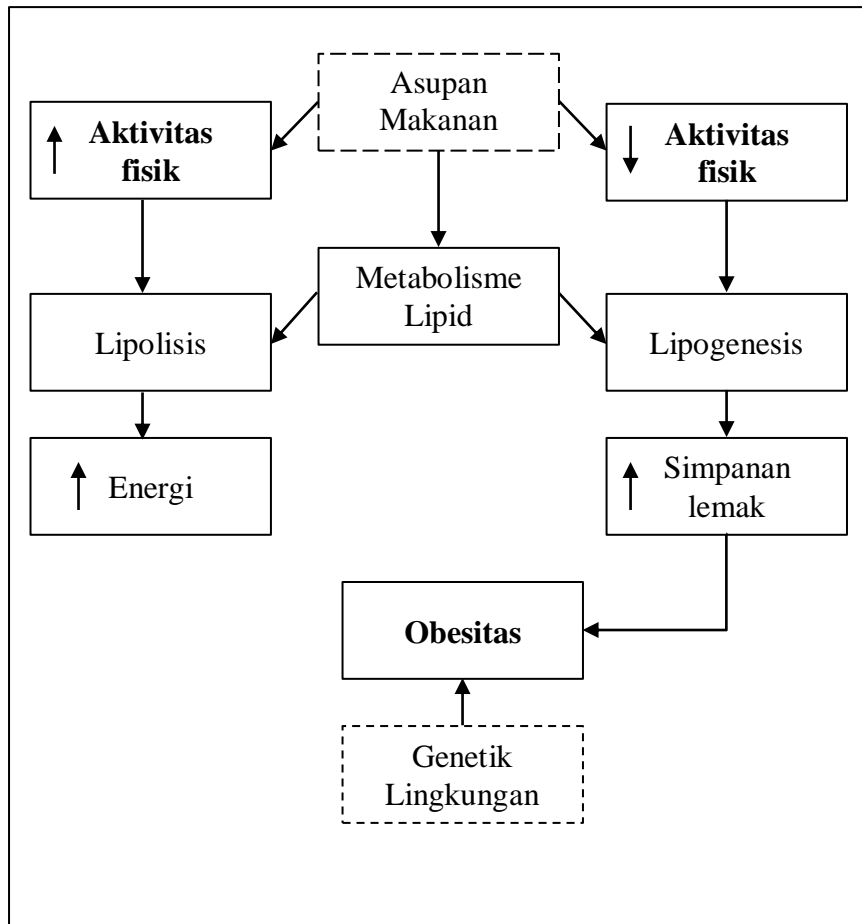 Asupan
Makanan
Aktivitas
fisik
Aktivitas
fisik
Metabolisme
Lipid
Lipolisis
Lipogenesis
Energi
Simpanan
lemak
Obesitas
Genetik
Lingkungan